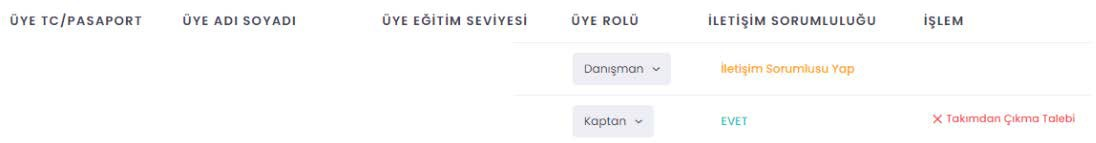 ÜYE TC/PASAPORT ÜYE ADI SOYADI ÜYE EĞİTİM SEVİYESİ ÜYE ROLÜ İLETİŞİM SORUMLULUĞU İŞLEM
Danışman İletişim Sorumlusu Yap
Kaptan EVET × Takımdan Çıkma Talebi